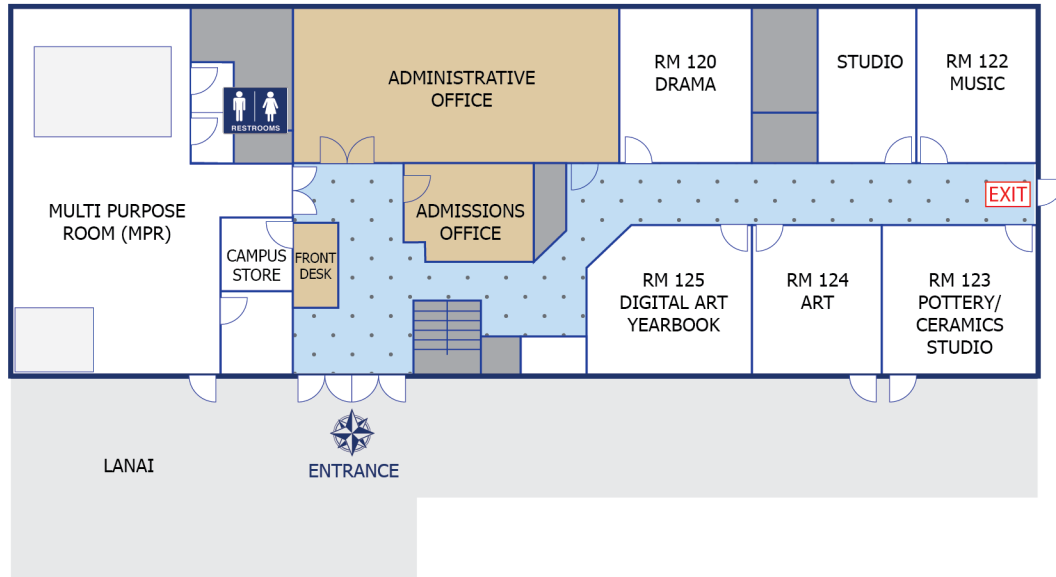 ADMINISTRATIVE
OFFICE
RM 120
DRAMA
STUDIO
RM 122
MUSIC
RESTROOMS
MULTI PURPOSE
ROOM (MPR)
ADMISSIONS
OFFICE
EXIT
CAMPUS
STORE
FRONT
DESK
RM 125
DIGITAL ART
YEARBOOK
RM 124
ART
RM 123
POTTERY/
CERAMICS
STUDIO
LANAI
ENTRANCE